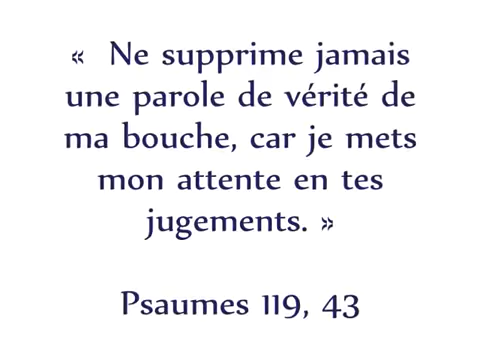 « Ne supprime jamais
une parole de vérité de
ma bouche, car je mets
mon attente en tes
jugements. »
Psaumes 119, 43